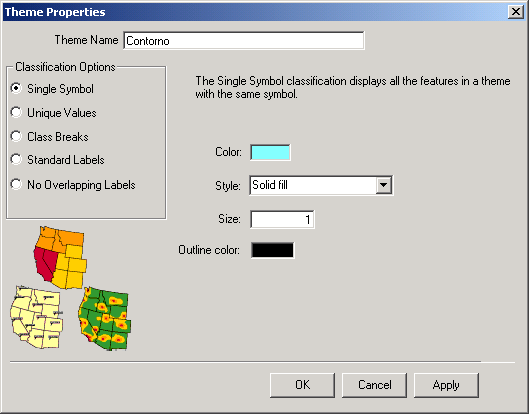 Theme Properties
Theme Name Contorno
Classification Options
Single Symbol
Unique Values
Class Breaks
Standard Labels
No Overlapping Labels
The Single Symbol classification displays all the features in a theme
with the same symbol.
Color:
Style: Solid fill
Size: 1
Outline color:
OK Cancel Apply